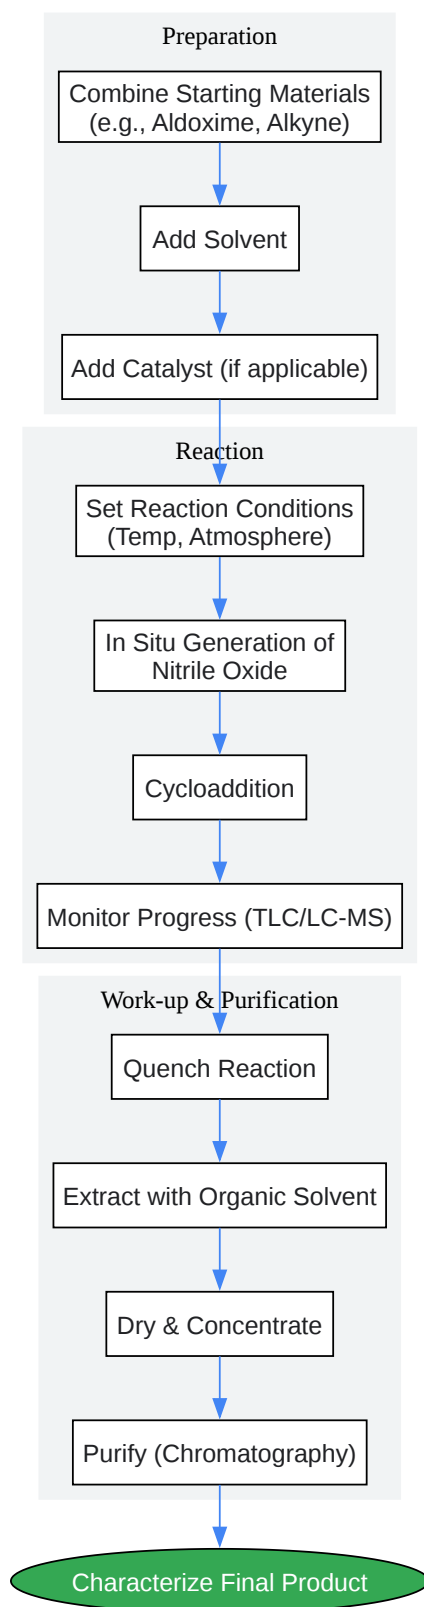 Preparation
Combine Starting Materials
(e.g., Aldoxime, Alkyne)
Add Solvent
Add Catalyst (if applicable)
Reaction
Set Reaction Conditions
(Temp, Atmosphere)
In Situ Generation of
Nitrile Oxide
Cycloaddition
Monitor Progress (TLC/LC-MS)
Work-up & Purification
Quench Reaction
Extract with Organic Solvent
Dry & Concentrate
Purify (Chromatography)
Characterize Final Product